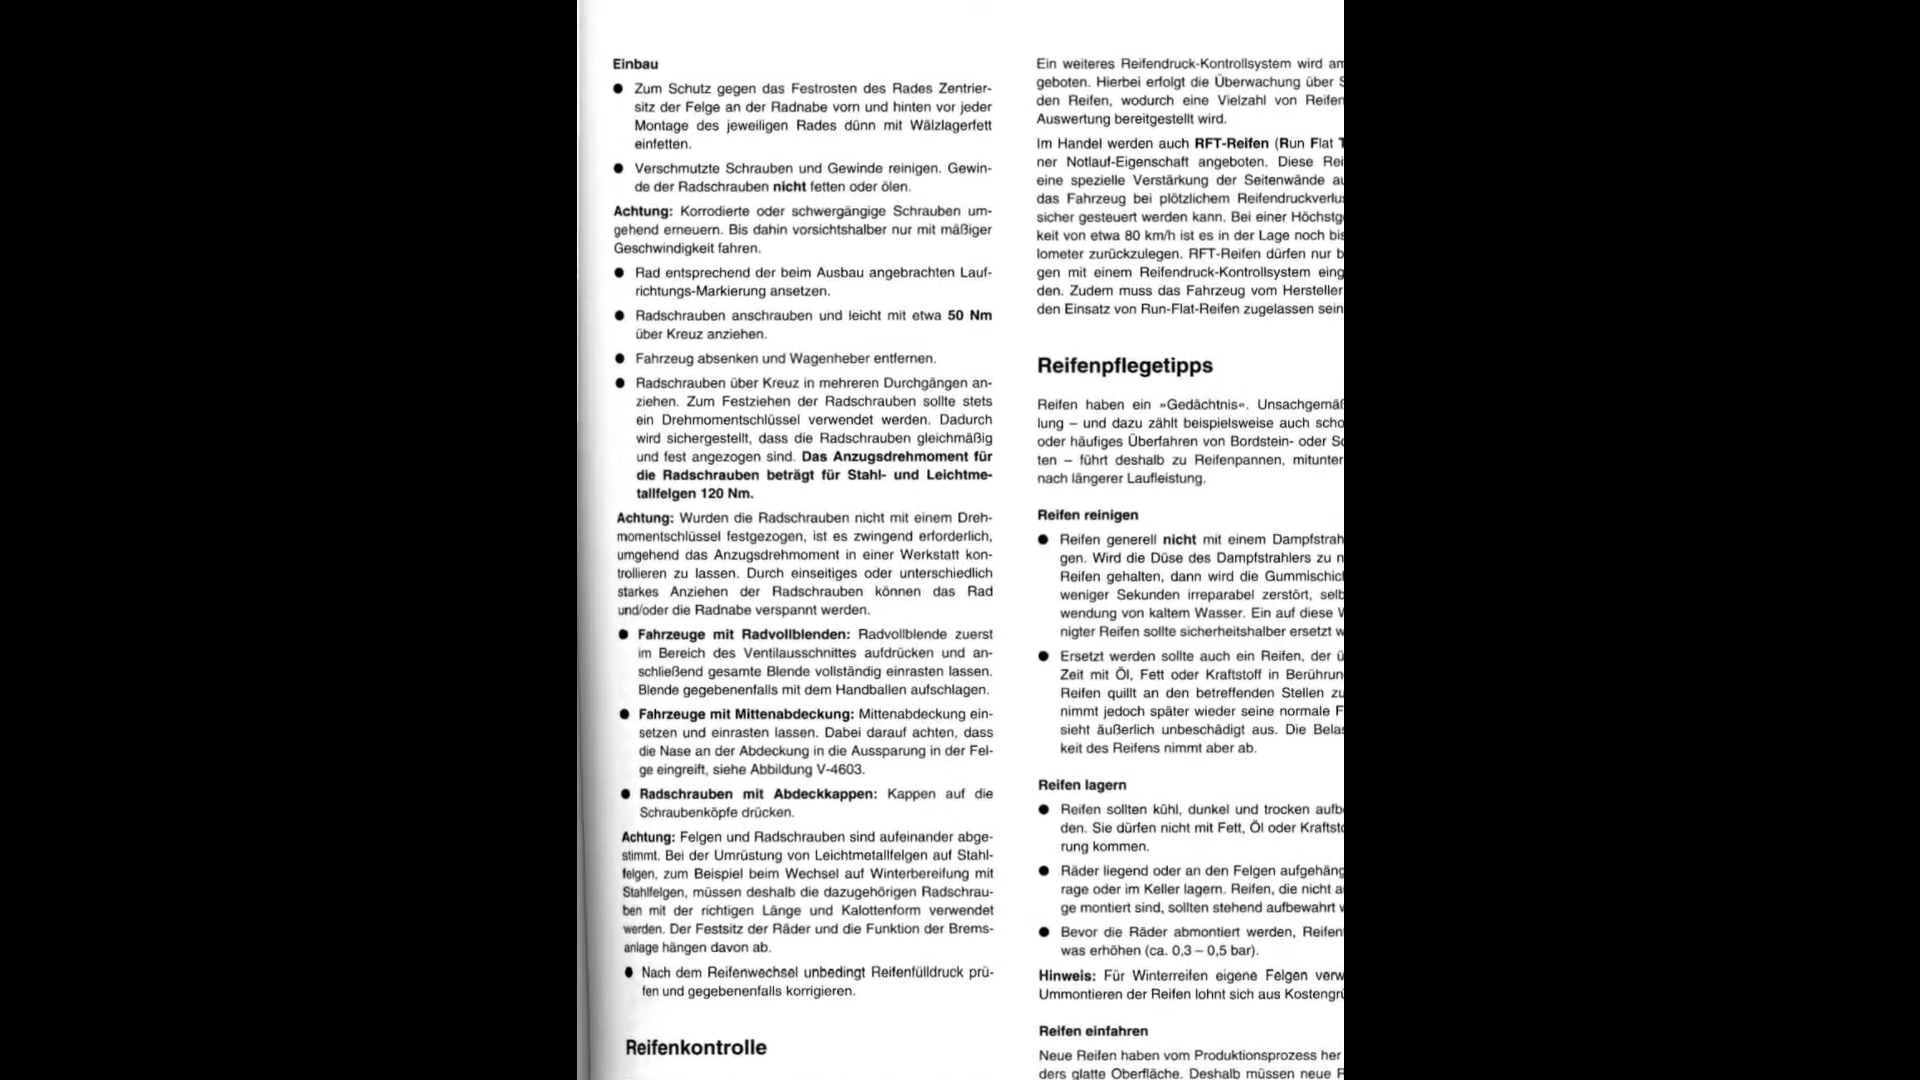 Einbau
● Zum Schutz gegen das Festrosten des Rades Zentrier-
sitz der Felge an der Radnabe vorn und hinten vor jeder
Montage des jeweiligen Rades dünn mit Wälzlagerfett
einfetten.
● Verschmutzte Schrauben und Gewinde reinigen. Gewin-
de der Radschrauben nicht fetten oder ölen.
Achtung: Korrodierte oder schwergängige Schrauben um-
gehend erneuern. Bis dahin vorsichtshalber nur mit mäßiger
Geschwindigkeit fahren.
● Rad entsprechend der beim Ausbau angebrachten Lauf-
richtungs-Markierung ansetzen.
● Radschrauben anschrauben und leicht mit etwa 50 Nm
über Kreuz anziehen.
● Fahrzeug absenken und Wagenheber entfernen.
● Radschrauben über Kreuz in mehreren Durchgängen an-
ziehen. Zum Festziehen der Radschrauben sollte stets
ein Drehmomentschlüssel verwendet werden. Dadurch
wird sichergestellt, dass die Radschrauben gleichmäßig
und fest angezogen sind. Das Anzugsdrehmoment für
die Radschrauben beträgt für Stahl- und Leichtme-
tallfelgen 120 Nm.
Achtung: Wurden die Radschrauben nicht mit einem Dreh-
momentschlüssel festgezogen, ist es zwingend erforderlich,
umgehend das Anzugsdrehmoment in einer Werkstatt kon-
trollieren zu lassen. Durch einseitiges oder unterschiedlich
starkes Anziehen der Radschrauben können das Rad
und/oder die Radnabe verspannt werden.
● Fahrzeuge mit Radvollblenden: Radvollblende zuerst
im Bereich des Ventilausschnittes aufdrücken und an-
schließend gesamte Blende vollständig einrasten lassen.
Blende gegebenenfalls mit dem Handballen aufschlagen.
● Fahrzeuge mit Mittenabdeckung: Mittenabdeckung ein-
setzen und einrasten lassen. Dabei darauf achten, dass
die Nase an der Abdeckung in die Aussparung in der Fel-
ge eingreift, siehe Abbildung V-4603.
● Radschrauben mit Abdeckkappen: Kappen auf die
Schraubenköpfe drücken.
Achtung: Felgen und Radschrauben sind aufeinander abge-
stimmt. Bei der Umrüstung von Leichtmetallfelgen auf Stahl-
felgen, zum Beispiel beim Wechsel auf Winterbereifung mit
Stahlfelgen, müssen deshalb die dazugehörigen Radschrau-
ben mit der richtigen Länge und Kalottenform verwendet
werden. Der Festsitz der Räder und die Funktion der Brems-
anlage hängen davon ab.
● Nach dem Reifenwechsel unbedingt Reifenfülldruck prü-
fen und gegebenenfalls korrigieren.
Reifenkontrolle
Ein weiteres Reifendruck-Kontrollsystem wird
geboten. Hierbei erfolgt die Überwachung über
den Reifen, wodurch eine Vielzahl von Reifen
Auswertung bereitgestellt wird.
Im Handel werden auch RFT-Reifen (Run Flat
ner Notlauf-Eigenschaft angeboten. Diese Rei
eine spezielle Verstärkung der Seitenwände
das Fahrzeug bei plötzlichem Reifendruckverlus
sicher gesteuert werden kann. Bei einer Höchstg
keit von etwa 80 km/h ist es in der Lage noch bis
lometer zurückzulegen. RFT-Reifen dürfen nur b
gen mit einem Reifendruck-Kontrollsystem eing
den. Zudem muss das Fahrzeug vom Hersteller
den Einsatz von Run-Flat-Reifen zugelassen sein
Reifenpflegetipps
Reifen haben ein »Gedächtnis«. Unsachgemäß
lung – und dazu zählt beispielsweise auch scho
oder häufiges Überfahren von Bordstein- oder Sc
ten – führt deshalb zu Reifenpannen, mitunter
nach längerer Laufleistung.
Reifen reinigen
● Reifen generell nicht mit einem Dampfstrah
gen. Wird die Düse des Dampfstrahlers zu n
Reifen gehalten, dann wird die Gummischicl
weniger Sekunden irreparabel zerstört, selb
wendung von kaltem Wasser. Ein auf diese
nigter Reifen sollte sicherheitshalber ersetzt w
● Ersetzt werden sollte auch ein Reifen, der ü
Zeit mit Öl, Fett oder Kraftstoff in Berührun
Reifen quillt an den betreffenden Stellen zu
nimmt jedoch später wieder seine normale F
sieht äußerlich unbeschädigt aus. Die Belas
keit des Reifens nimmt aber ab.
Reifen lagern
● Reifen sollten kühl, dunkel und trocken aufb
den. Sie dürfen nicht mit Fett, Öl oder Kraftsto
rung kommen.
● Räder liegend oder an den Felgen aufgehäng
rage oder im Keller lagern. Reifen, die nicht a
ge montiert sind, sollten stehend aufbewahrt
● Bevor die Räder abmontiert werden, Reifen
was erhöhen (ca. 0,3 – 0,5 bar).
Hinweis: Für Winterreifen eigene Felgen verw
Ummontieren der Reifen lohnt sich aus Kostengrü
Reifen einfahren
Neue Reifen haben vom Produktionsprozess her
ders glatte Oberfläche. Deshalb müssen neue